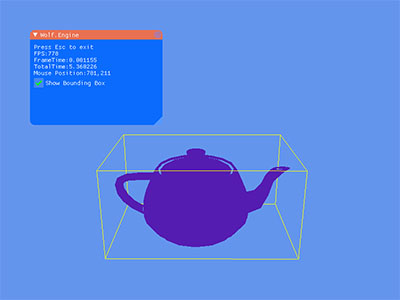 Wolf.Engine
Press Esc to exit
FPS:770
FrameTime:0.001155
TotalTime:5.368226
Mouse Position:701,211
Show Bounding Box